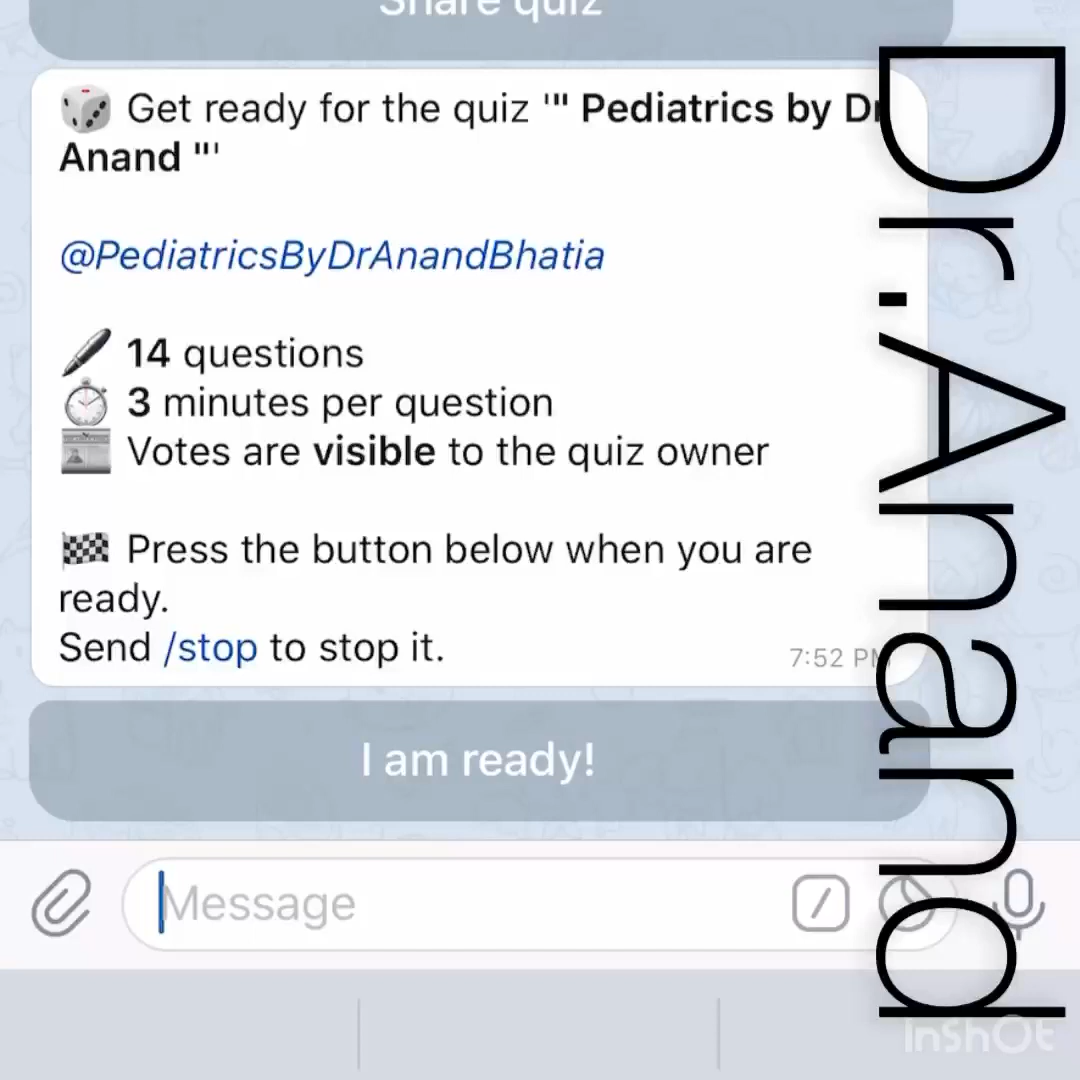 Share quiz
Get ready for the quiz '" Pediatrics by Dr
Anand "'
@PediatricsByDrAnandBhatia
14 questions
3 minutes per question
Votes are visible to the quiz owner
Press the button below when you are
ready.
Send /stop to stop it.
7:52 PM
I am ready!
Message
Dr.Anand
InShOt